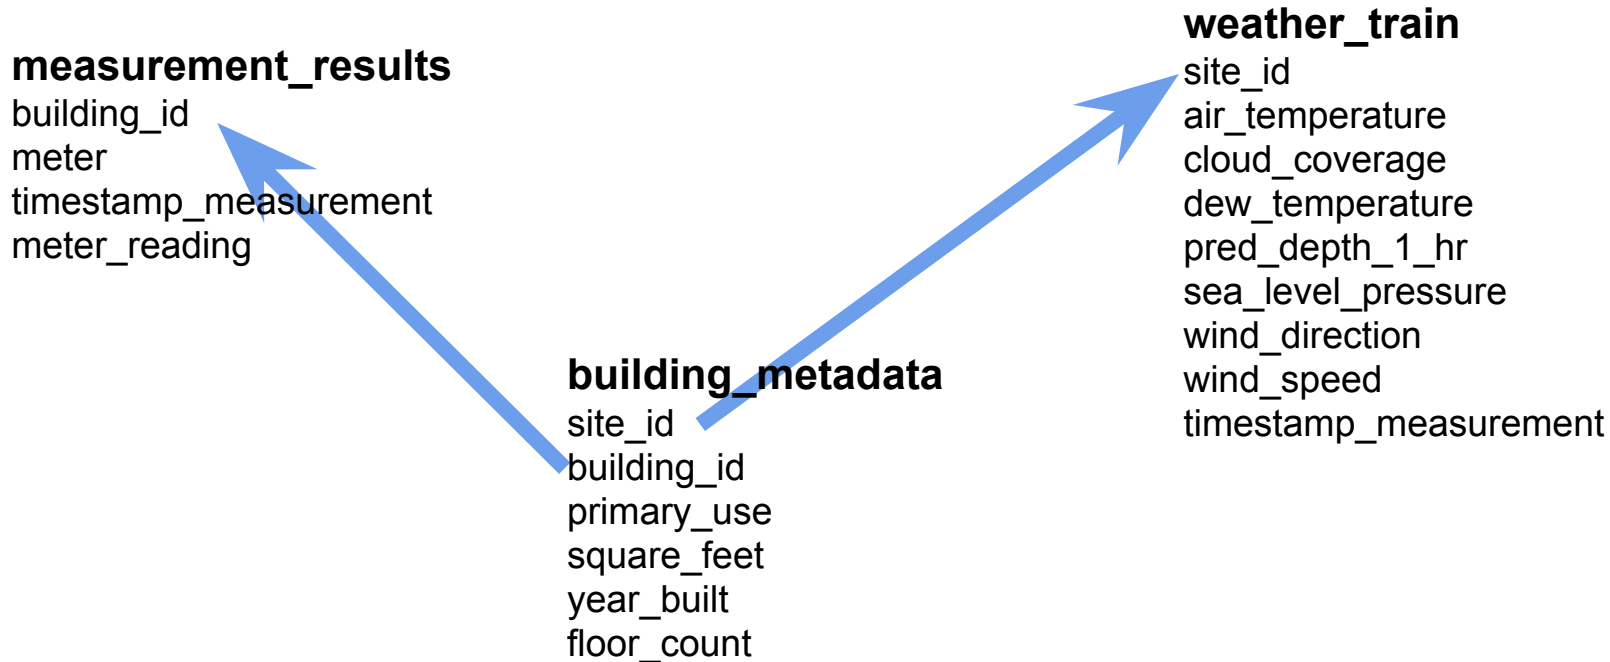 measurement_results
building_id
meter
timestamp_measurement
meter_reading
building_metadata
site_id
building_id
primary_use
square_feet
year_built
floor_count
weather_train
site_id
air_temperature
cloud_coverage
dew_temperature
pred_depth_1_hr
sea_level_pressure
wind_direction
wind_speed
timestamp_measurement